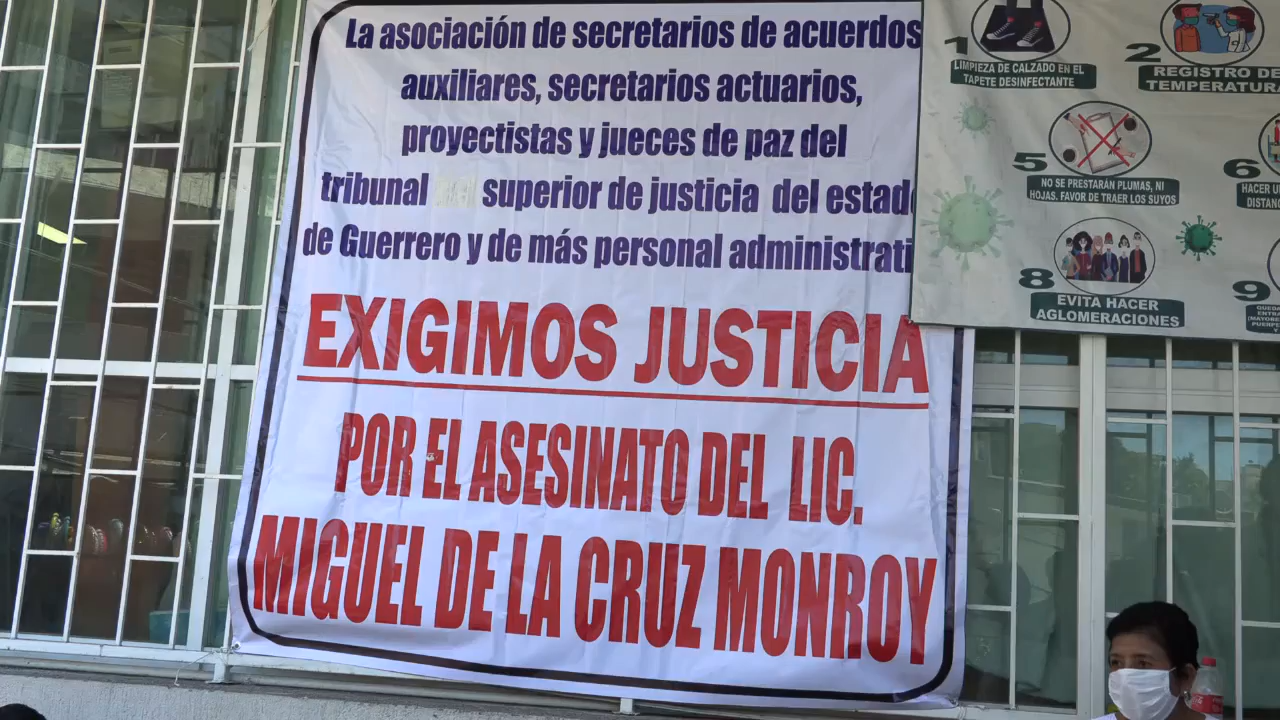 La asociación de secretarios de acuerdos
auxiliares, secretarios actuarios,
proyectistas y jueces de paz del
tribunal superior de justicia del estado
de Guerrero y de más personal administrati
EXIGIMOS JUSTICIA
POR EL ASESINATO DEL LIC.
MIGUEL DE LA CRUZ MONROY
1
LIMPIEZA DE CALZADO EN EL
TAPETE DESINFECTANTE
2
REGISTRO DE
TEMPERATURA
5
NO SE PRESTARÁN PLUMAS, NI
HOJAS. FAVOR DE TRAER LOS SUYOS
6
HACER U
DISTAN
8
EVITA HACER
AGLOMERACIONES
9